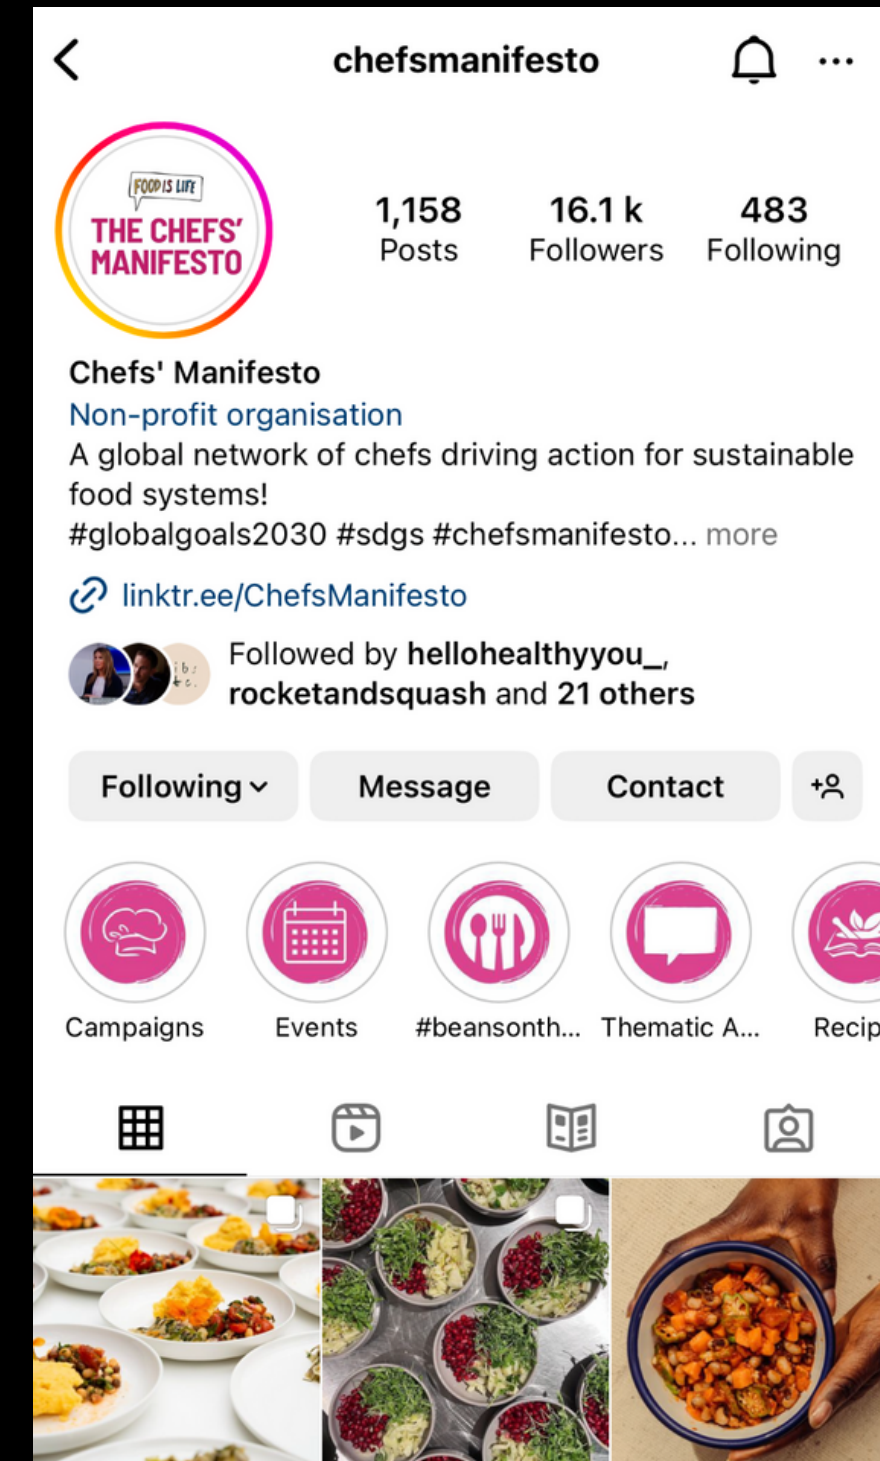 chefsmanifesto
FOOD IS LIFE
THE CHEFS'
MANIFESTO
1,158
Posts
16.1 k
Followers
483
Following
Chefs' Manifesto
Non-profit organisation
A global network of chefs driving action for sustainable
food systems!
#globalgoals2030 #sdgs #chefsmanifesto... more
linktr.ee/ChefsManifesto
Followed by hellohealthyyou_,
rocketandsquash and 21 others
Following
Message
Contact
Campaigns
Events
#beansonth...
Thematic A...
Recip